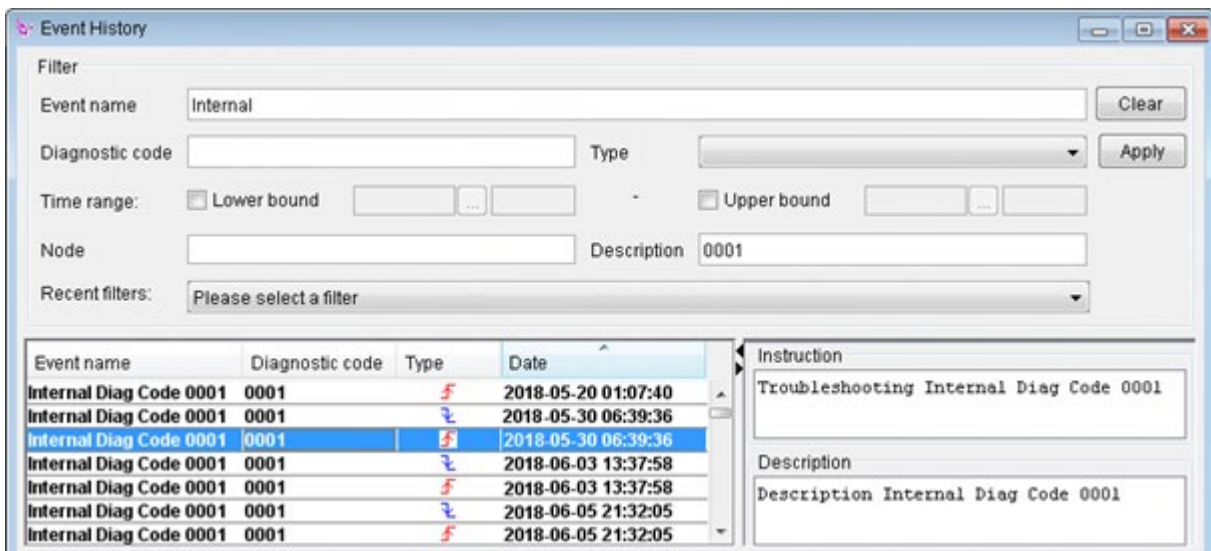 Event History
Filter
Event name Internal Clear
Diagnostic code Type Apply
Time range: Lower bound ... - Upper bound ...
Node Description 0001
Recent filters: Please select a filter
Event name Diagnostic code Type Date
Internal Diag Code 0001 0001 2018-05-20 01:07:40
Internal Diag Code 0001 0001 2018-05-30 06:39:36
Internal Diag Code 0001 0001 2018-05-30 06:39:36
Internal Diag Code 0001 0001 2018-06-03 13:37:58
Internal Diag Code 0001 0001 2018-06-03 13:37:58
Internal Diag Code 0001 0001 2018-06-05 21:32:05
Internal Diag Code 0001 0001 2018-06-05 21:32:05
Instruction
Troubleshooting Internal Diag Code 0001
Description
Description Internal Diag Code 0001